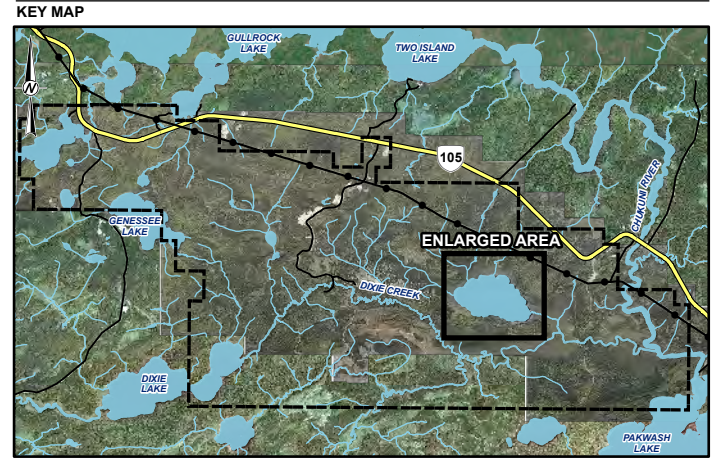 KEY MAP
GULLROCK
LAKE
TWO ISLAND
LAKE
N
105
CHUKUNI RIVER
GENESSEE
LAKE
ENLARGED AREA
DIXIE CREEK
DIXIE
LAKE
PAKWASH
LAKE